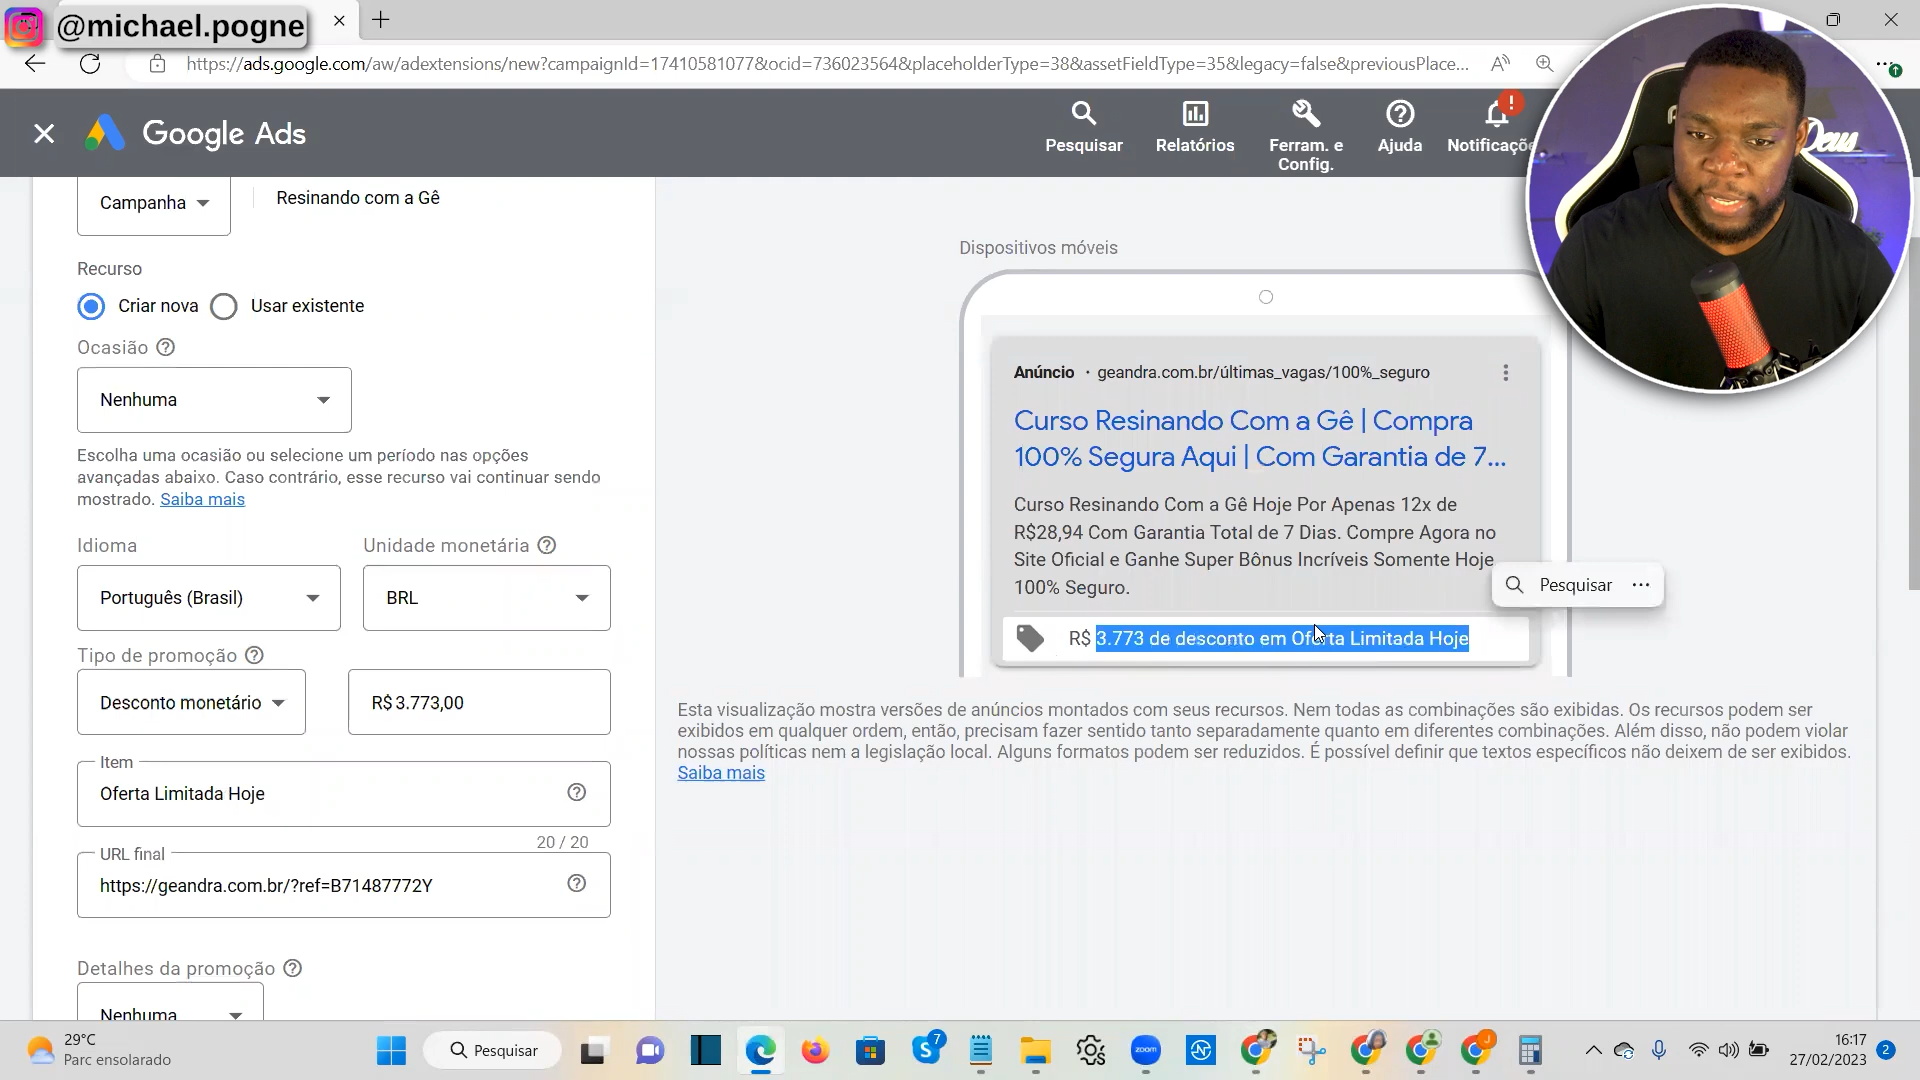 @michael.pogne
https://ads.google.com/aw/adextensions/new?campaignId=17410581077&ocid=736023564&placeholderType=38&assetFieldType=35&legacy=false&previousPlace...
Google Ads
Pesquisar
Relatórios
Ferram. e
Config.
Ajuda
Notificaçõe
Deus
Campanha
Resinando com a Gê
Recurso
Criar nova
Usar existente
Ocasião
Nenhuma
Escolha uma ocasião ou selecione um período nas opções
avançadas abaixo. Caso contrário, esse recurso vai continuar sendo
mostrado. Saiba mais
Idioma
Unidade monetária
Português (Brasil)
BRL
Tipo de promoção
Desconto monetário
R$ 3.773,00
Item
Oferta Limitada Hoje
20 / 20
URL final
https://geandra.com.br/?ref=B71487772Y
Detalhes da promoção
Nenhuma
Dispositivos móveis
Anúncio · geandra.com.br/últimas_vagas/100%_seguro
Curso Resinando Com a Gê | Compra
100% Segura Aqui | Com Garantia de 7...
Curso Resinando Com a Gê Hoje Por Apenas 12x de
R$28,94 Com Garantia Total de 7 Dias. Compre Agora no
Site Oficial e Ganhe Super Bônus Incríveis Somente Hoje
100% Seguro.
Pesquisar
R$ 3.773 de desconto em Oferta Limitada Hoje
Esta visualização mostra versões de anúncios montados com seus recursos. Nem todas as combinações são exibidas. Os recursos podem ser
exibidos em qualquer ordem, então, precisam fazer sentido tanto separadamente quanto em diferentes combinações. Além disso, não podem violar
nossas políticas nem a legislação local. Alguns formatos podem ser reduzidos. É possível definir que textos específicos não deixem de ser exibidos.
Saiba mais
29°C
Parc ensolarado
Pesquisar
7
zoom
16:17
27/02/2023
2